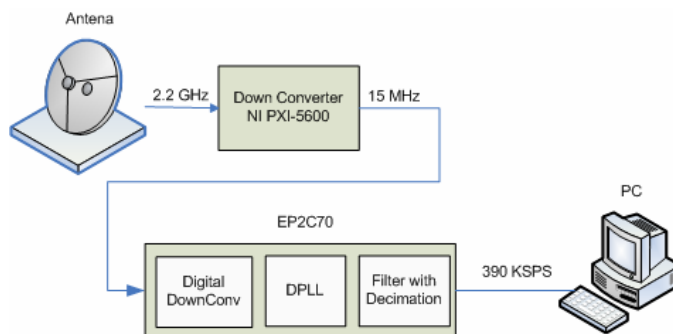 Antena
2.2 GHz
Down Converter
NI PXI-5600
15 MHz
EP2C70
PC
Digital
DownConv
DPLL
Filter with
Decimation
390 KSPS